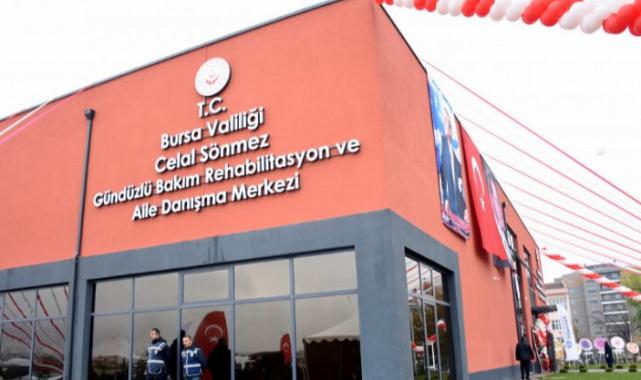 T.C.
Bursa Valiliği
Celal Sönmez
Gündüzlü Bakım Rehabilitasyon ve
Aile Danışma Merkezi